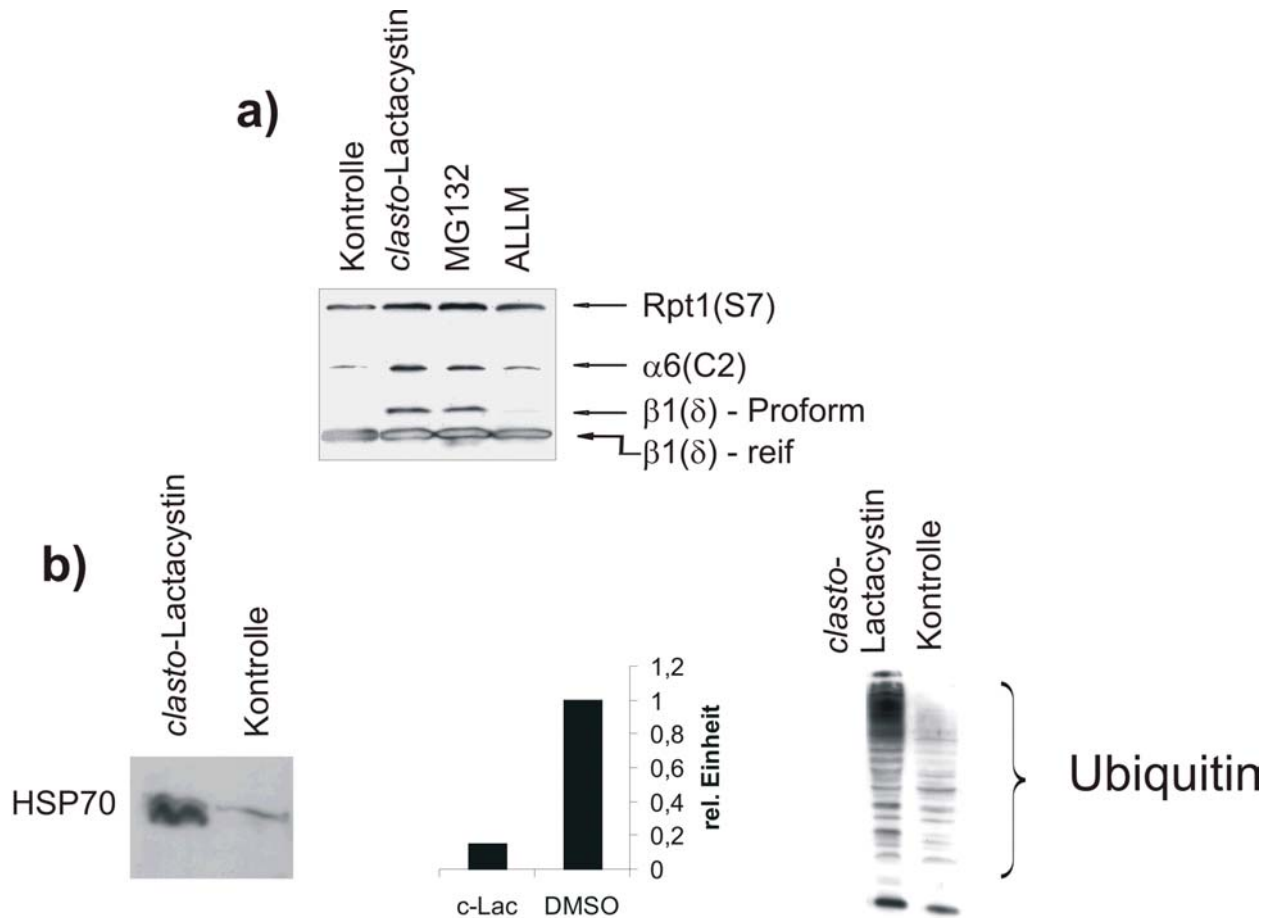 a)
Kontrolle
clasto-Lactacystin
MG132
ALLM
Rpt1(S7)
α6(C2)
β1(δ) - Proform
β1(δ) - reif
b)
clasto-Lactacystin
Kontrolle
HSP70
1,2
1
0,8
0,6
0,4
0,2
0
rel. Einheit
c-Lac
DMSO
clasto-
Lactacystin
Kontrolle
Ubiquitin